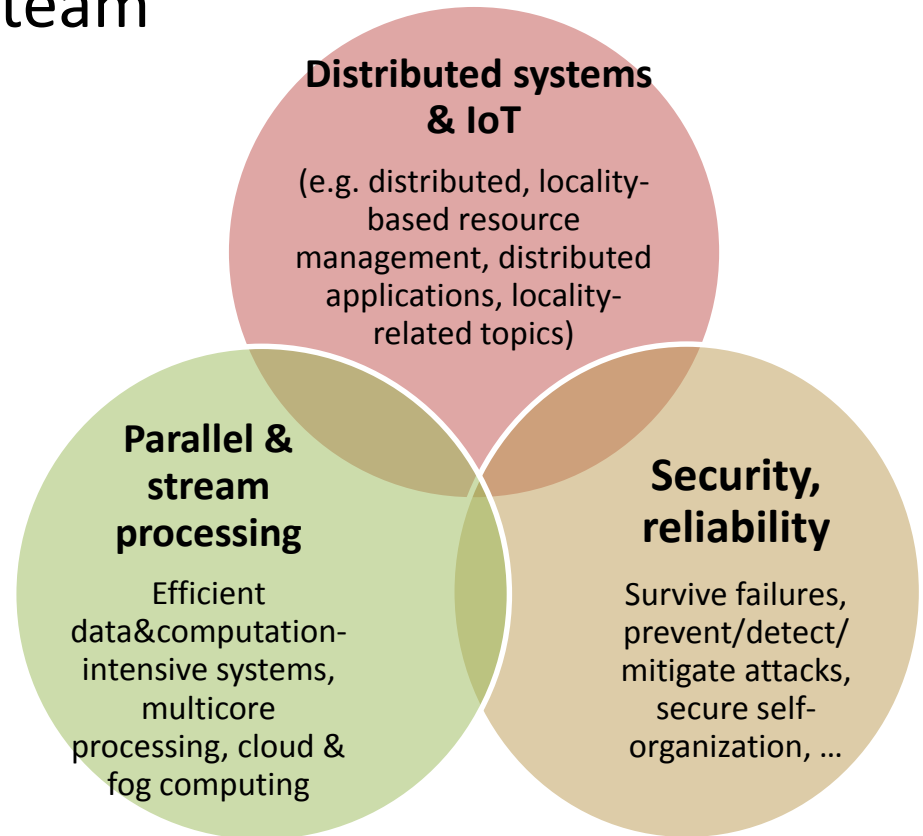 team
Distributed systems
& IoT
(e.g. distributed, locality-
based resource
management, distributed
applications, locality-
related topics)
Parallel &
stream
processing
Efficient
data&computation-
intensive systems,
multicore
processing, cloud &
fog computing
Security,
reliability
Survive failures,
prevent/detect/
mitigate attacks,
secure self-
organization, …